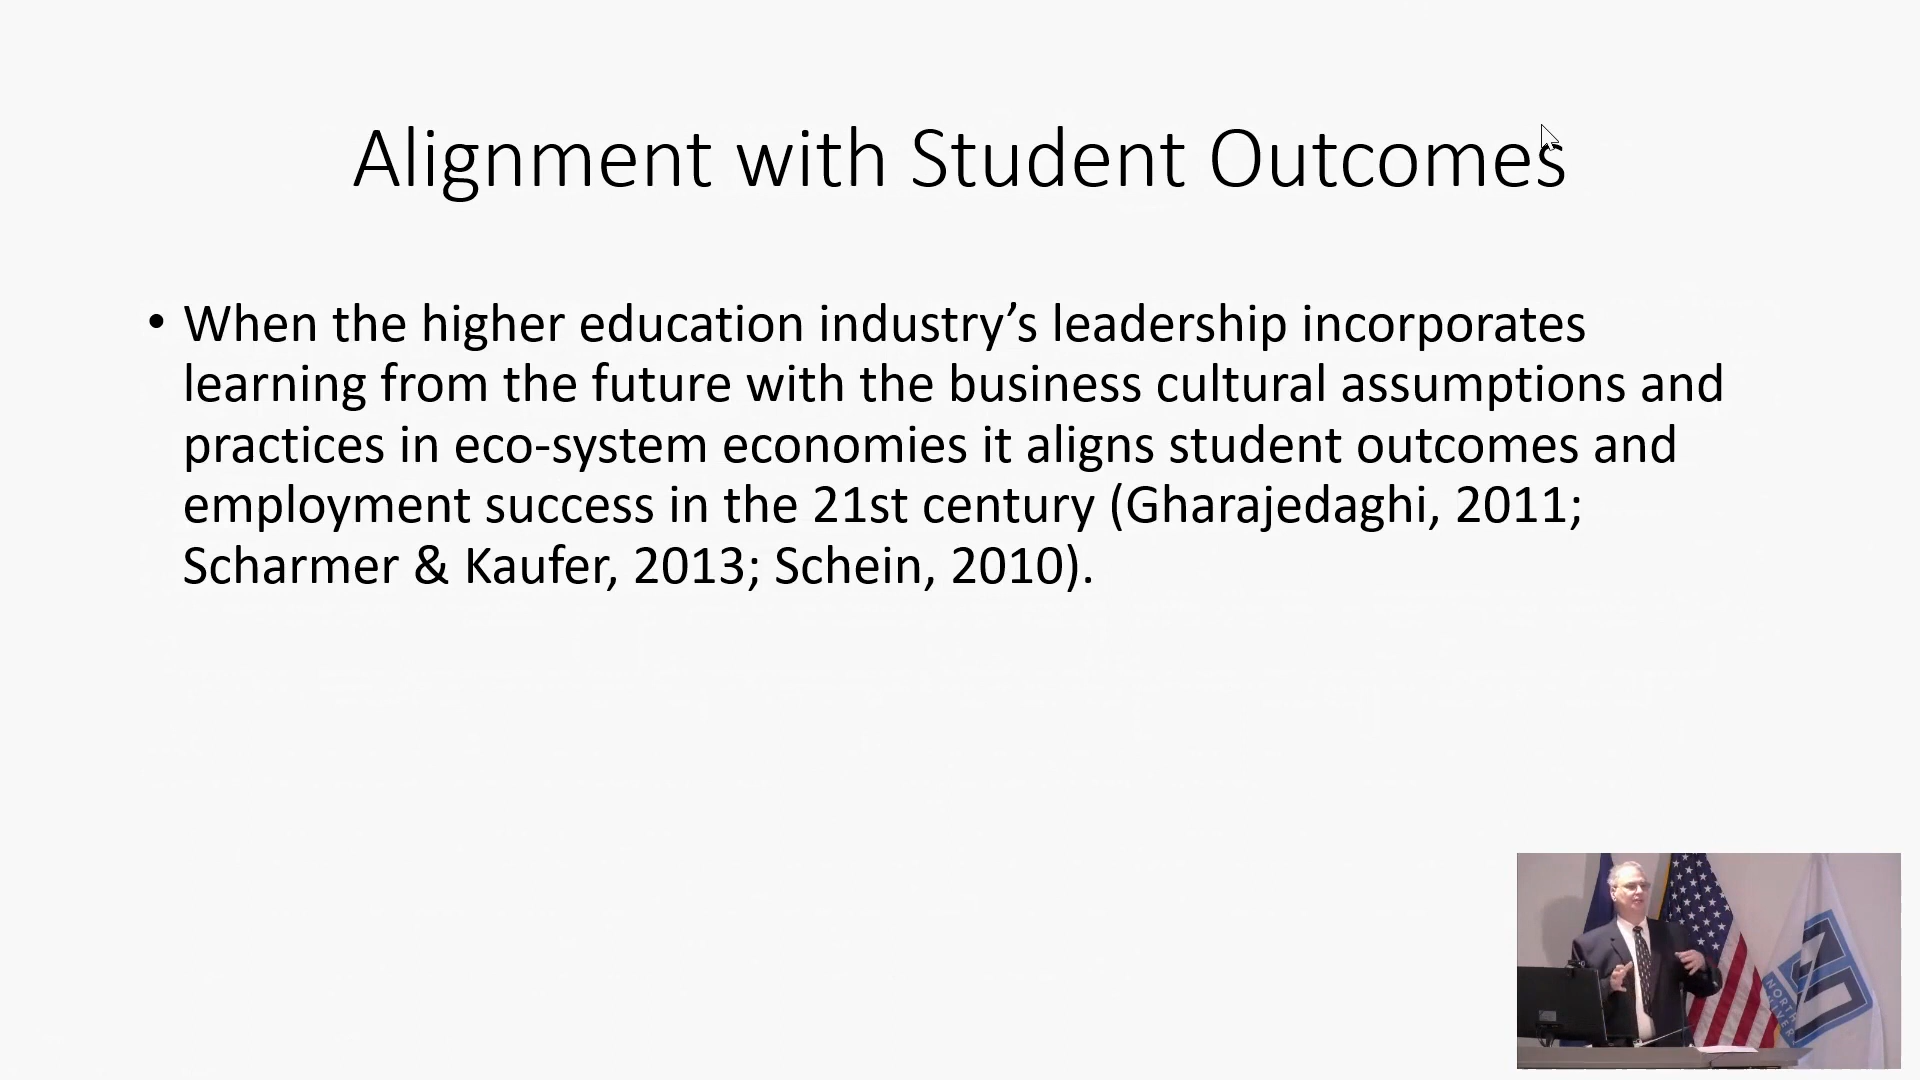 Alignment with Student Outcomes
• When the higher education industry’s leadership incorporates
learning from the future with the business cultural assumptions and
practices in eco-system economies it aligns student outcomes and
employment success in the 21st century (Gharajedaghi, 2011;
Scharmer & Kaufer, 2013; Schein, 2010).